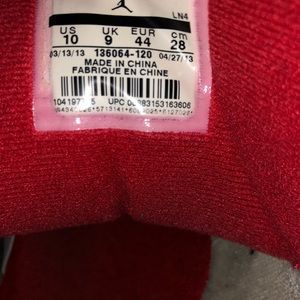 LN4
US UK EUR cm
10 9 44 28
03/13/13 136064-120 04/27/13
MADE IN CHINA
FABRIQUE EN CHINE
UPC